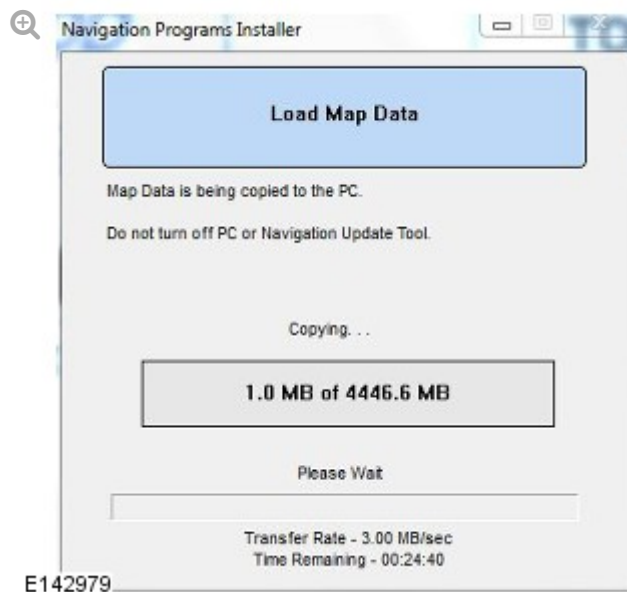 Navigation Programs Installer
TO
Load Map Data
Map Data is being copied to the PC.
Do not turn off PC or Navigation Update Tool.
Copying. . .
1.0 MB of 4446.6 MB
Please Wait
Transfer Rate - 3.00 MB/sec
Time Remaining - 00:24:40
E142979